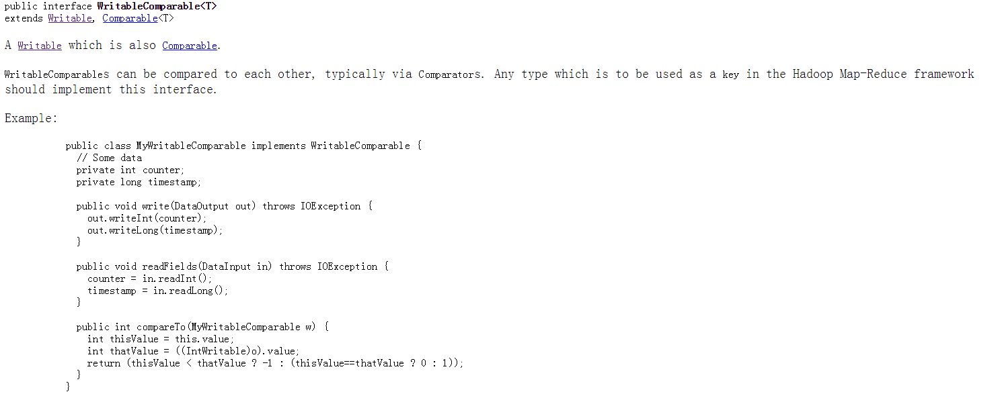 public interface WritableComparable<T>
extends Writable, Comparable<T>
A Writable which is also Comparable.
WritableComparables can be compared to each other, typically via Comparators. Any type which is to be used as a key in the Hadoop Map-Reduce framework
should implement this interface.
Example:
public class MyWritableComparable implements WritableComparable {
// Some data
private int counter;
private long timestamp;
public void write(DataOutput out) throws IOException {
out.writeInt(counter);
out.writeLong(timestamp);
}
public void readFields(DataInput in) throws IOException {
counter = in.readInt();
timestamp = in.readLong();
}
public int compareTo(MyWritableComparable w) {
int thisValue = this.value;
int thatValue = ((IntWritable)o).value;
return (thisValue < thatValue ? -1 : (thisValue==thatValue ? 0 : 1));
}
}